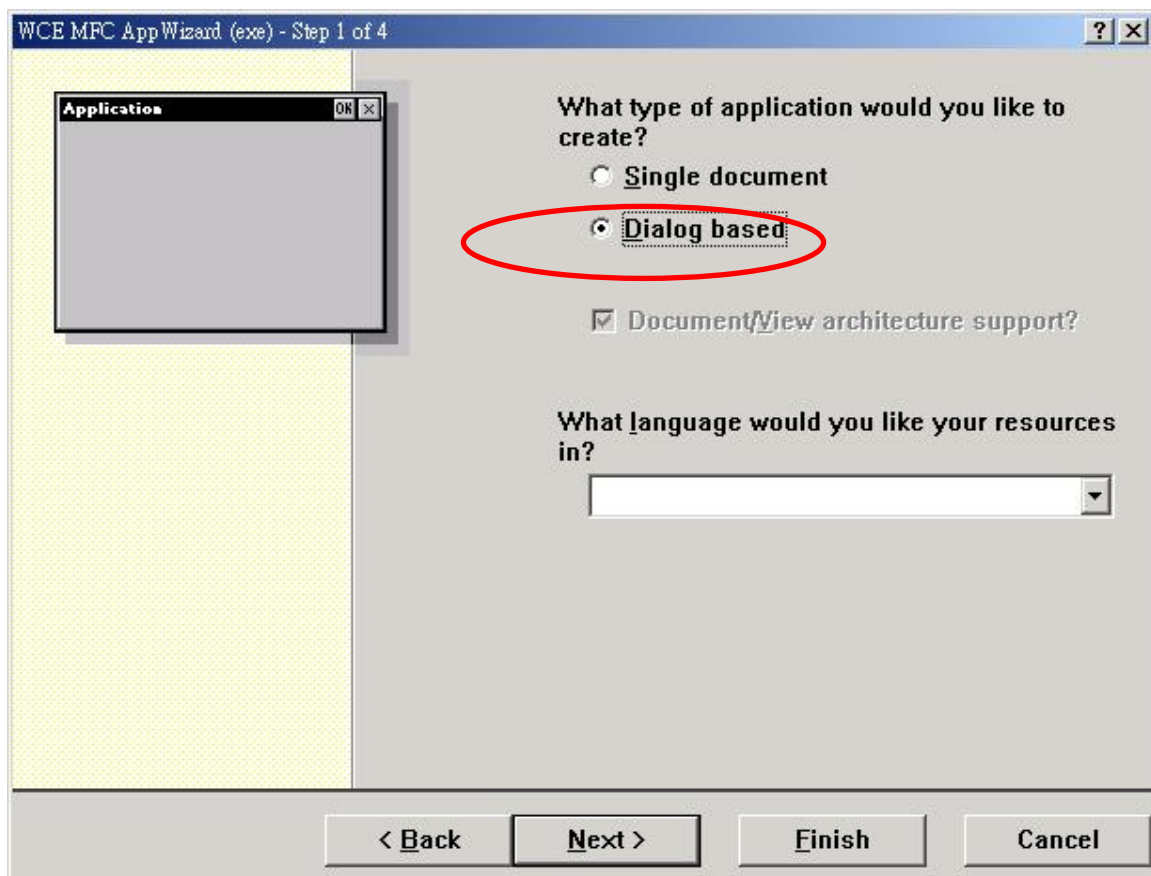 WCE MFC AppWizard (exe) - Step 1 of 4
Application
OK
What type of application would you like to
create?
Single document
Dialog based
Document/View architecture support?
What language would you like your resources
in?
< Back
Next >
Finish
Cancel